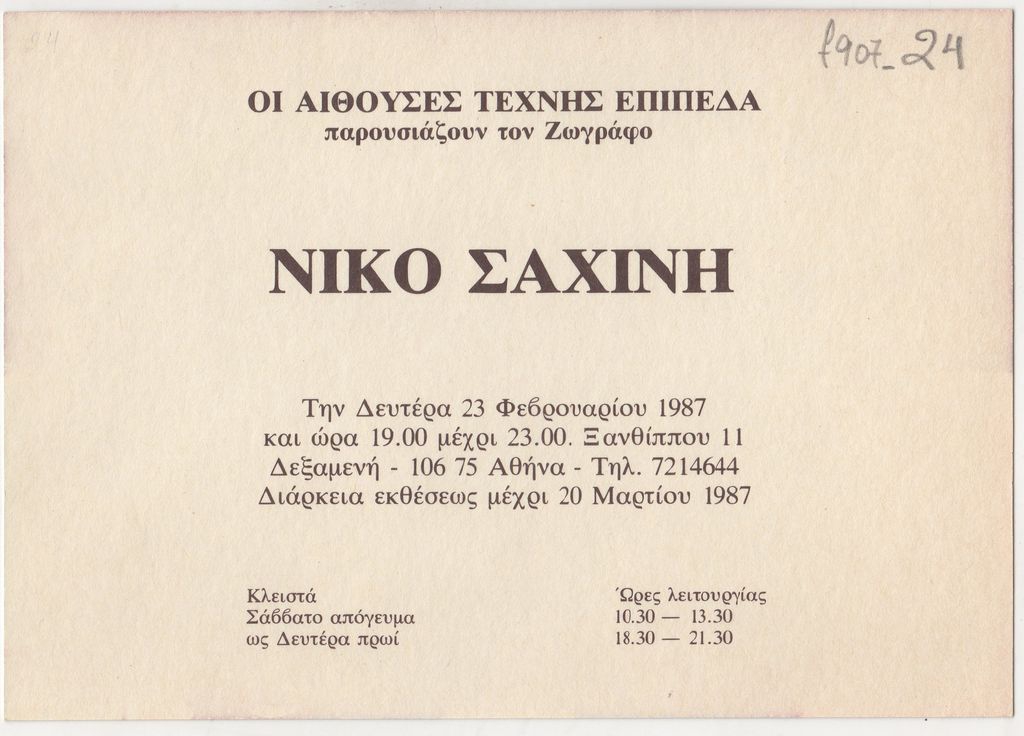 24
f907_24
ΟΙ ΑΙΘΟΥΣΕΣ ΤΕΧΝΗΣ ΕΠΙΠΕΔΑ
παρουσιάζουν τον Ζωγράφο
ΝΙΚΟ ΣΑΧΙΝΗ
Την Δευτέρα 23 Φεβρουαρίου 1987
και ώρα 19.00 μέχρι 23.00. Ξανθίππου 11
Δεξαμενή - 106 75 Αθήνα - Τηλ. 7214644
Διάρκεια εκθέσεως μέχρι 20 Μαρτίου 1987
Κλειστά
Σάββατο απόγευμα
ως Δευτέρα πρωί
Ώρες λειτουργίας
10.30 — 13.30
18.30 — 21.30